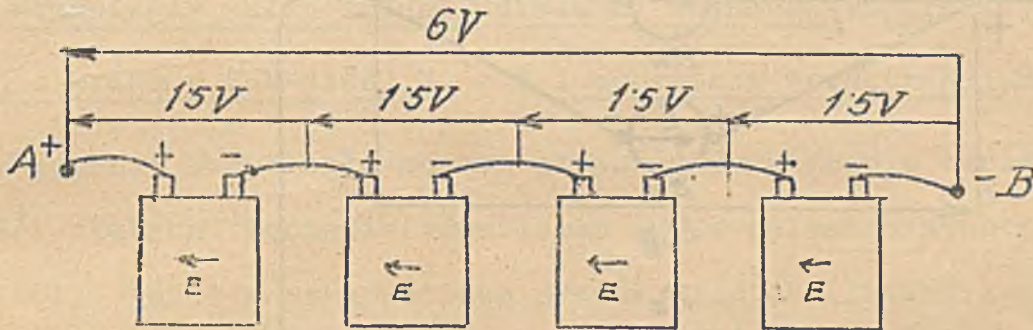 6V
1·5V 1·5V 1·5V 1·5V
A + + - + - + - + - - B
E E E E